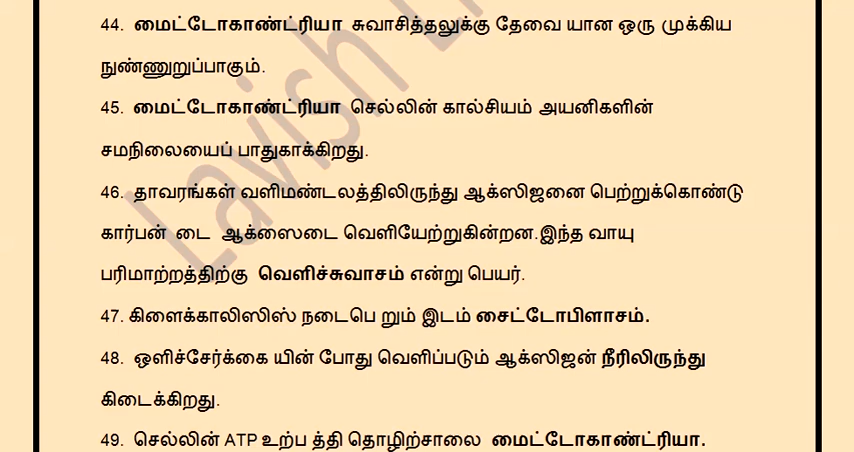 44. மைட்டோகாண்ட்ரியா சுவாசித்தலுக்கு தேவை யான ஒரு முக்கிய
நுண்ணுறுப்பாகும்.
45. மைட்டோகாண்ட்ரியா செல்லின் கால்சியம் அயனிகளின்
சமநிலையைப் பாதுகாக்கிறது.
46. தாவரங்கள் வளிமண்டலத்திலிருந்து ஆக்ஸிஜனை பெற்றுக்கொண்டு
கார்பன் டை ஆக்ஸைடை வெளியேற்றுகின்றன.இந்த வாயு
பரிமாற்றத்திற்கு வெளிச்சுவாசம் என்று பெயர்.
47. கிளைக்காலிஸிஸ் நடைபெ றும் இடம் சைட்டோபிளாசம்.
48. ஒளிச்சேர்க்கை யின் போது வெளிப்படும் ஆக்ஸிஜன் நீரிலிருந்து
கிடைக்கிறது.
49. செல்லின் ATP உற்ப த்தி தொழிற்சாலை மைட்டோகாண்ட்ரியா.
Lavish